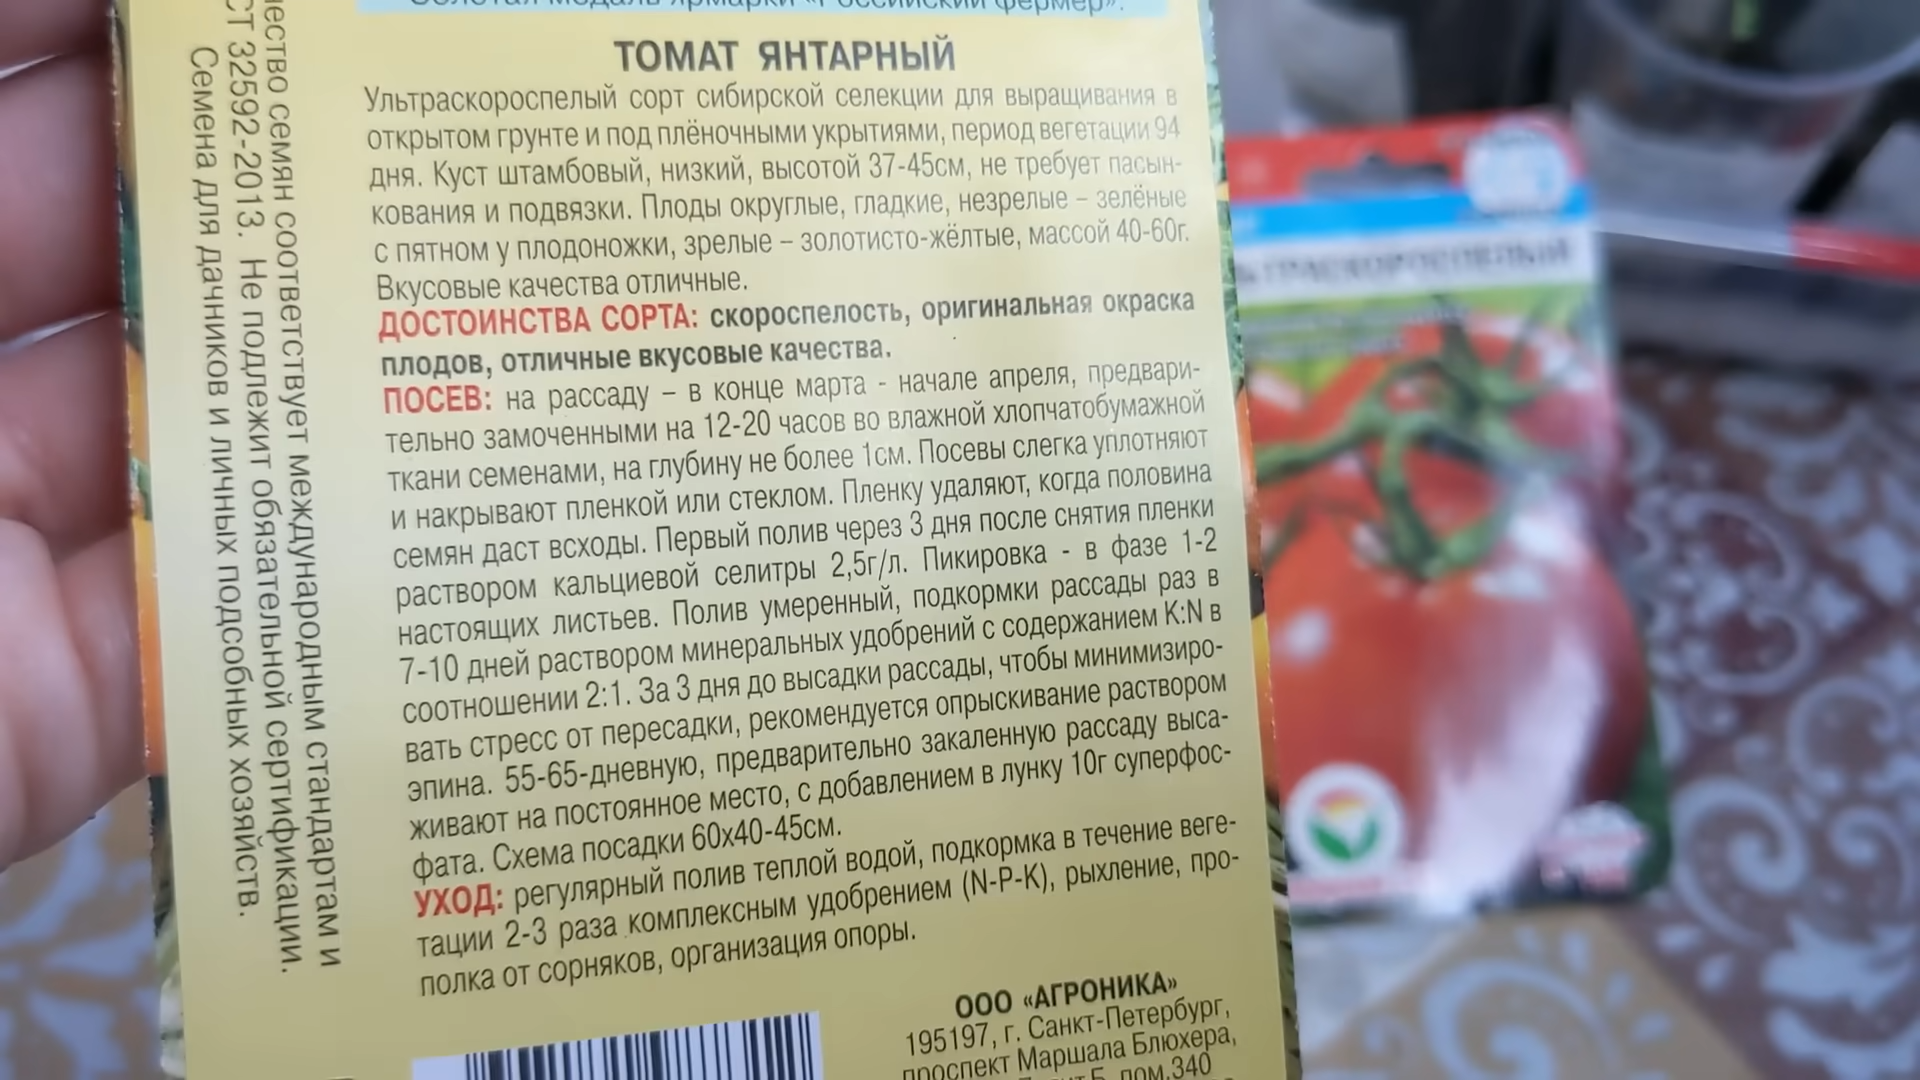 Золотая медаль ярмарки «Российский фермер».
ТОМАТ ЯНТАРНЫЙ
Ультраскороспелый сорт сибирской селекции для выращивания в
открытом грунте и под плёночными укрытиями, период вегетации 94
дня. Куст штамбовый, низкий, высотой 37-45см, не требует пасын-
кования и подвязки. Плоды округлые, гладкие, незрелые – зелёные
с пятном у плодоножки, зрелые – золотисто-жёлтые, массой 40-60г.
Вкусовые качества отличные.
ДОСТОИНСТВА СОРТА: скороспелость, оригинальная окраска
плодов, отличные вкусовые качества.
ПОСЕВ: на рассаду – в конце марта - начале апреля, предвари-
тельно замоченными на 12-20 часов во влажной хлопчатобумажной
ткани семенами, на глубину не более 1см. Посевы слегка уплотняют
и накрывают пленкой или стеклом. Пленку удаляют, когда половина
семян даст всходы. Первый полив через 3 дня после снятия пленки
раствором кальциевой селитры 2,5г/л. Пикировка - в фазе 1-2
настоящих листьев. Полив умеренный, подкормки рассады раз в
7-10 дней раствором минеральных удобрений с содержанием K:N в
соотношении 2:1. За 3 дня до высадки рассады, чтобы минимизиро-
вать стресс от пересадки, рекомендуется опрыскивание раствором
эпина. 55-65-дневную, предварительно закаленную рассаду выса-
живают на постоянное место, с добавлением в лунку 10г суперфос-
фата. Схема посадки 60х40-45см.
УХОД: регулярный полив теплой водой, подкормка в течение веге-
тации 2-3 раза комплексным удобрением (N-P-K), рыхление, про-
полка от сорняков, организация опоры.
ООО «АГРОНИКА»
195197, г. Санкт-Петербург,
проспект Маршала Блюхера,
пом.340
чество семян соответствует международным стандартам и
СТ 32592-2013. Не подлежит обязательной сертификации.
Семена для дачников и личных подсобных хозяйств.
ЬТРАСКОРОСПЕЛЫЙ